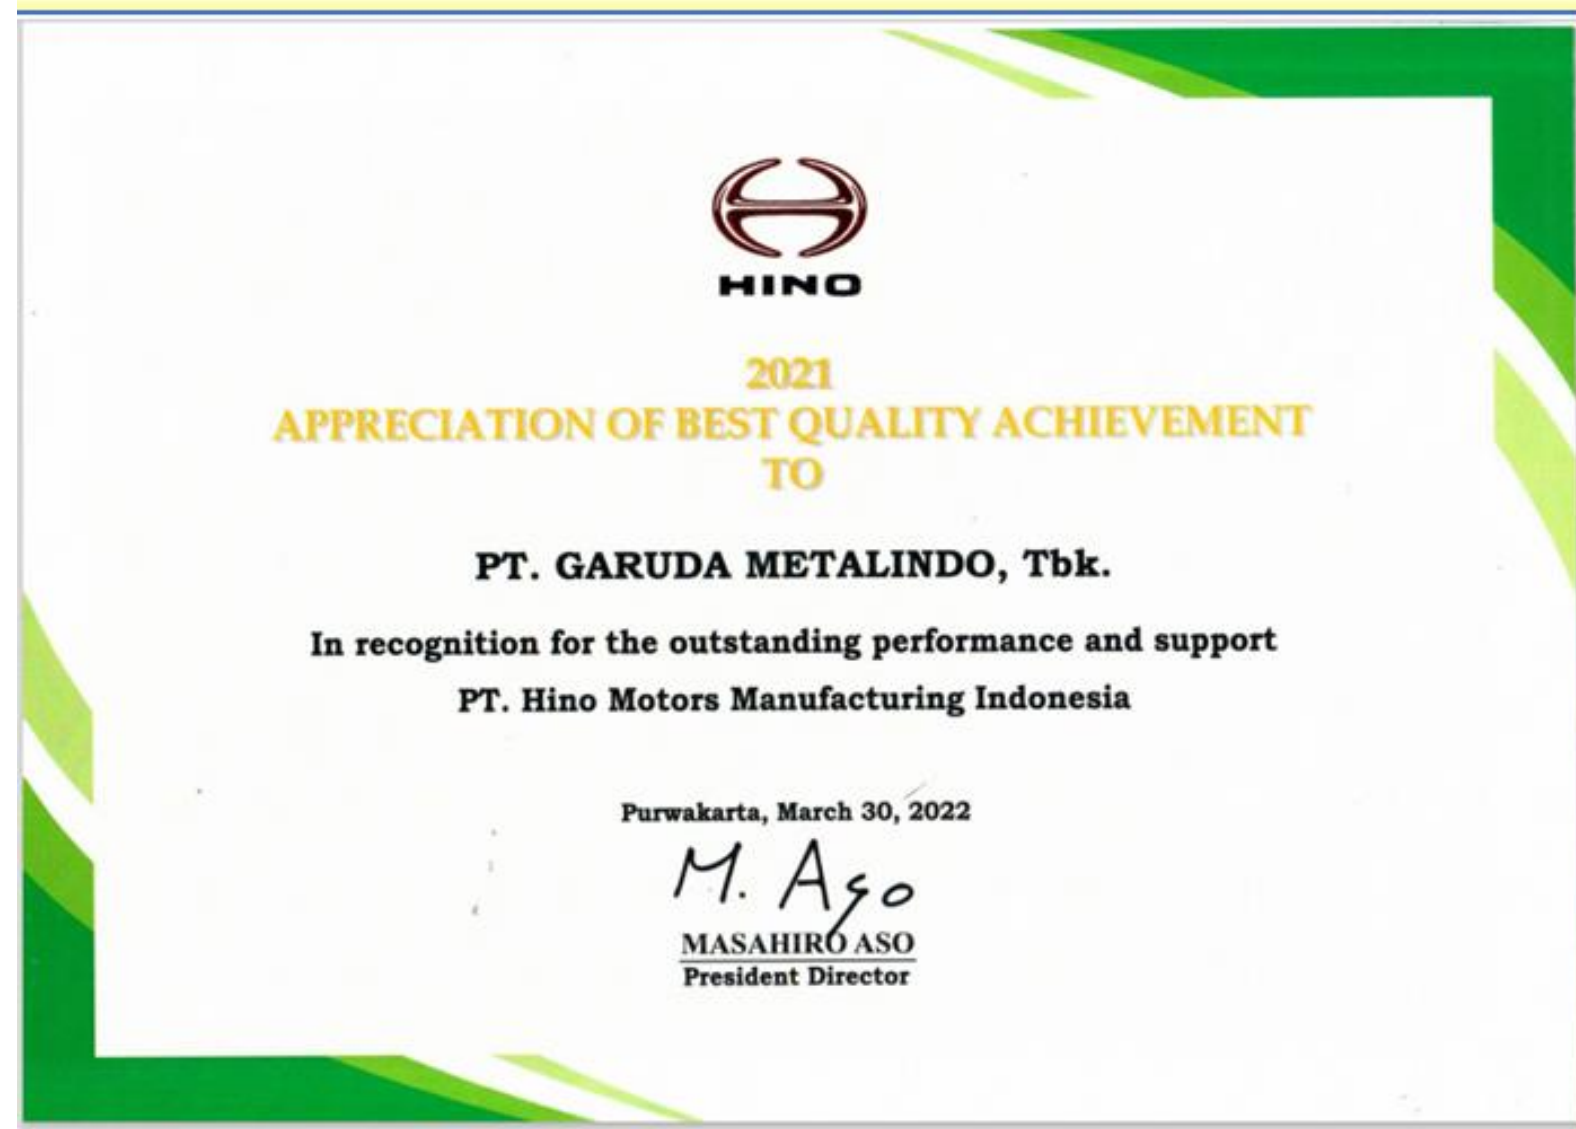 HINO
2021
APPRECIATION OF BEST QUALITY ACHIEVEMENT
TO
PT. GARUDA METALINDO, Tbk.
In recognition for the outstanding performance and support
PT. Hino Motors Manufacturing Indonesia
Purwakarta, March 30, 2022
M. Aso
MASAHIRO ASO
President Director